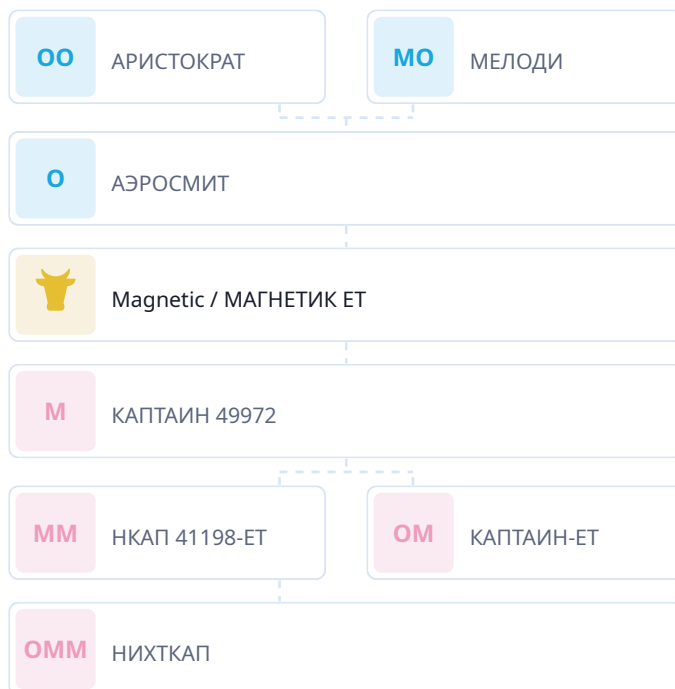 ОО АРИСТОКРАТ
МО МЕЛОДИ
О АЭРОСМИТ
Magnetic / МАГНЕТИК ЕТ
М КАПТАИН 49972
ММ НКАП 41198-ЕТ
ОМ КАПТАИН-ЕТ
ОММ НИХТКАП